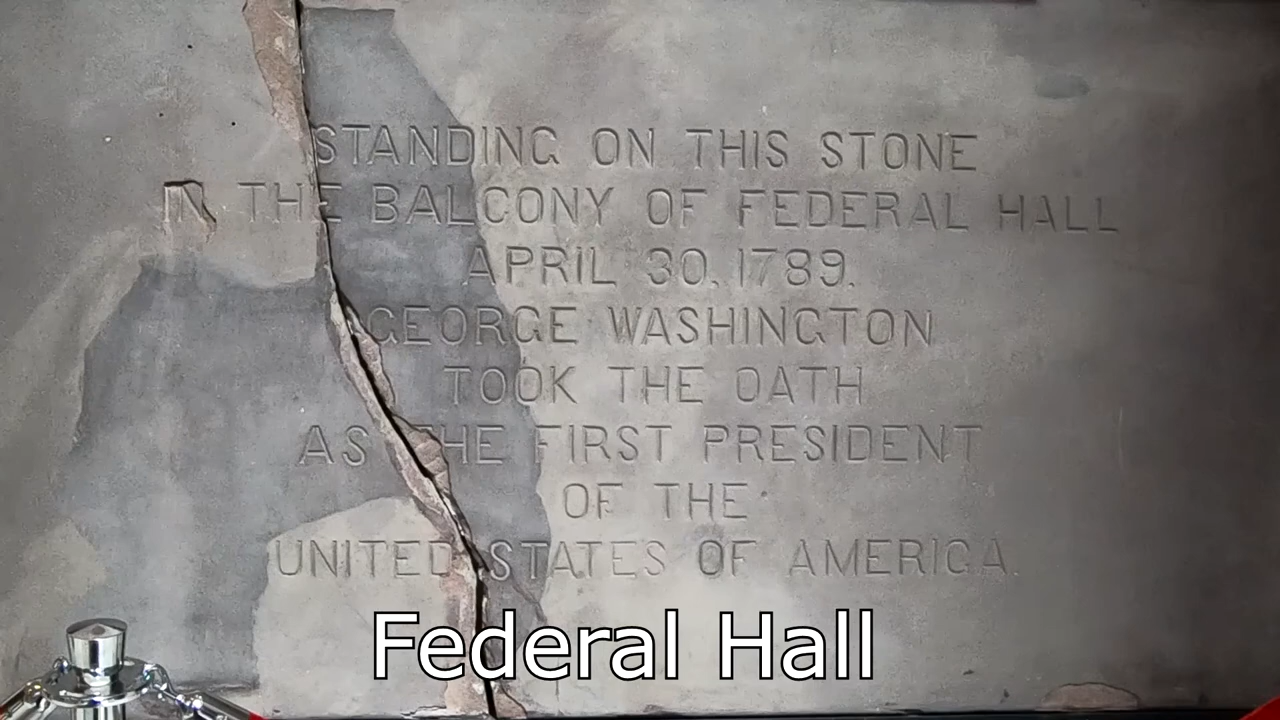 STANDING ON THIS STONE
IN THE BALCONY OF FEDERAL HALL
APRIL 30, 1789.
GEORGE WASHINGTON
TOOK THE OATH
AS THE FIRST PRESIDENT
OF THE
UNITED STATES OF AMERICA.
Federal Hall